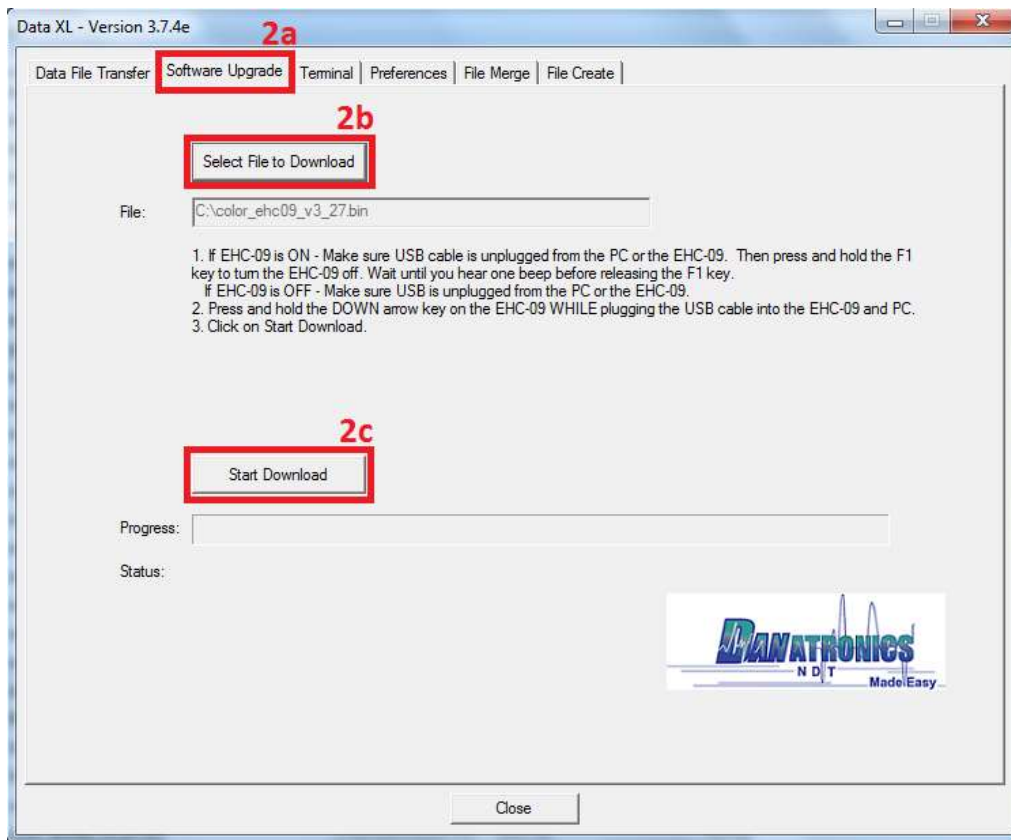 Data XL - Version 3.7.4e
2a
Data File Transfer Software Upgrade Terminal Preferences File Merge File Create
2b
Select File to Download
File: C:\color_ehc09_v3_27.bin
1. If EHC-09 is ON - Make sure USB cable is unplugged from the PC or the EHC-09. Then press and hold the F1
key to turn the EHC-09 off. Wait until you hear one beep before releasing the F1 key.
If EHC-09 is OFF - Make sure USB is unplugged from the PC or the EHC-09.
2. Press and hold the DOWN arrow key on the EHC-09 WHILE plugging the USB cable into the EHC-09 and PC.
3. Click on Start Download.
2c
Start Download
Progress:
Status:
DANATRONICS
NDT
Made Easy
Close